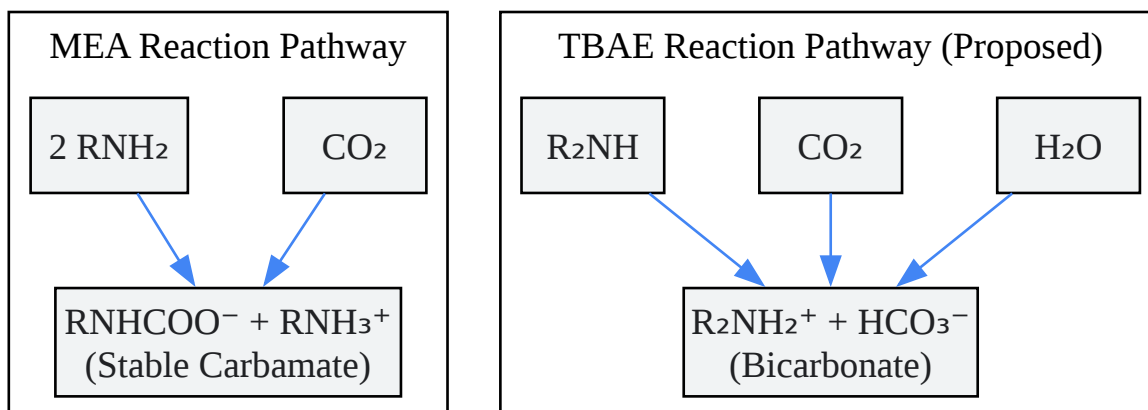 MEA Reaction Pathway
2 RNH₂
CO₂
RNHCOO⁻ + RNH₃⁺
(Stable Carbamate)
TBAE Reaction Pathway (Proposed)
R₂NH
CO₂
H₂O
R₂NH₂⁺ + HCO₃⁻
(Bicarbonate)